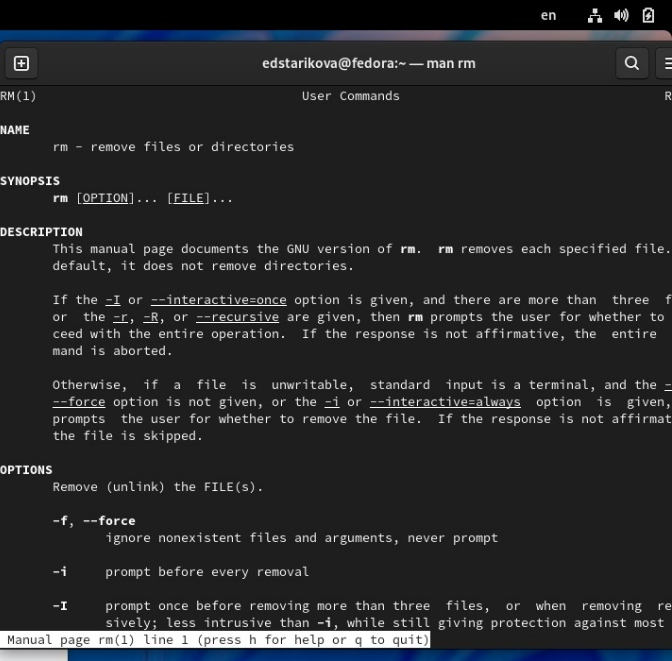 en
edstarikova@fedora:~ — man rm
RM(1) User Commands R
NAME
rm - remove files or directories
SYNOPSIS
rm [OPTION]... [FILE]...
DESCRIPTION
This manual page documents the GNU version of rm. rm removes each specified file.
default, it does not remove directories.
If the -I or --interactive=once option is given, and there are more than three f
or the -r, -R, or --recursive are given, then rm prompts the user for whether to
ceed with the entire operation. If the response is not affirmative, the entire
mand is aborted.
Otherwise, if a file is unwritable, standard input is a terminal, and the -
--force option is not given, or the -i or --interactive=always option is given,
prompts the user for whether to remove the file. If the response is not affirmat
the file is skipped.
OPTIONS
Remove (unlink) the FILE(s).
-f, --force
ignore nonexistent files and arguments, never prompt
-i prompt before every removal
-I prompt once before removing more than three files, or when removing re
sively; less intrusive than -i, while still giving protection against most
Manual page rm(1) line 1 (press h for help or q to quit)